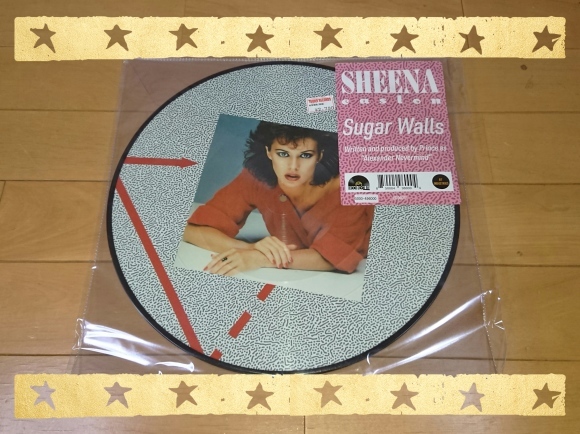 SHEENA
easton
Sugar Walls
Written and produced by Prince as
"Alexander Nevermind"